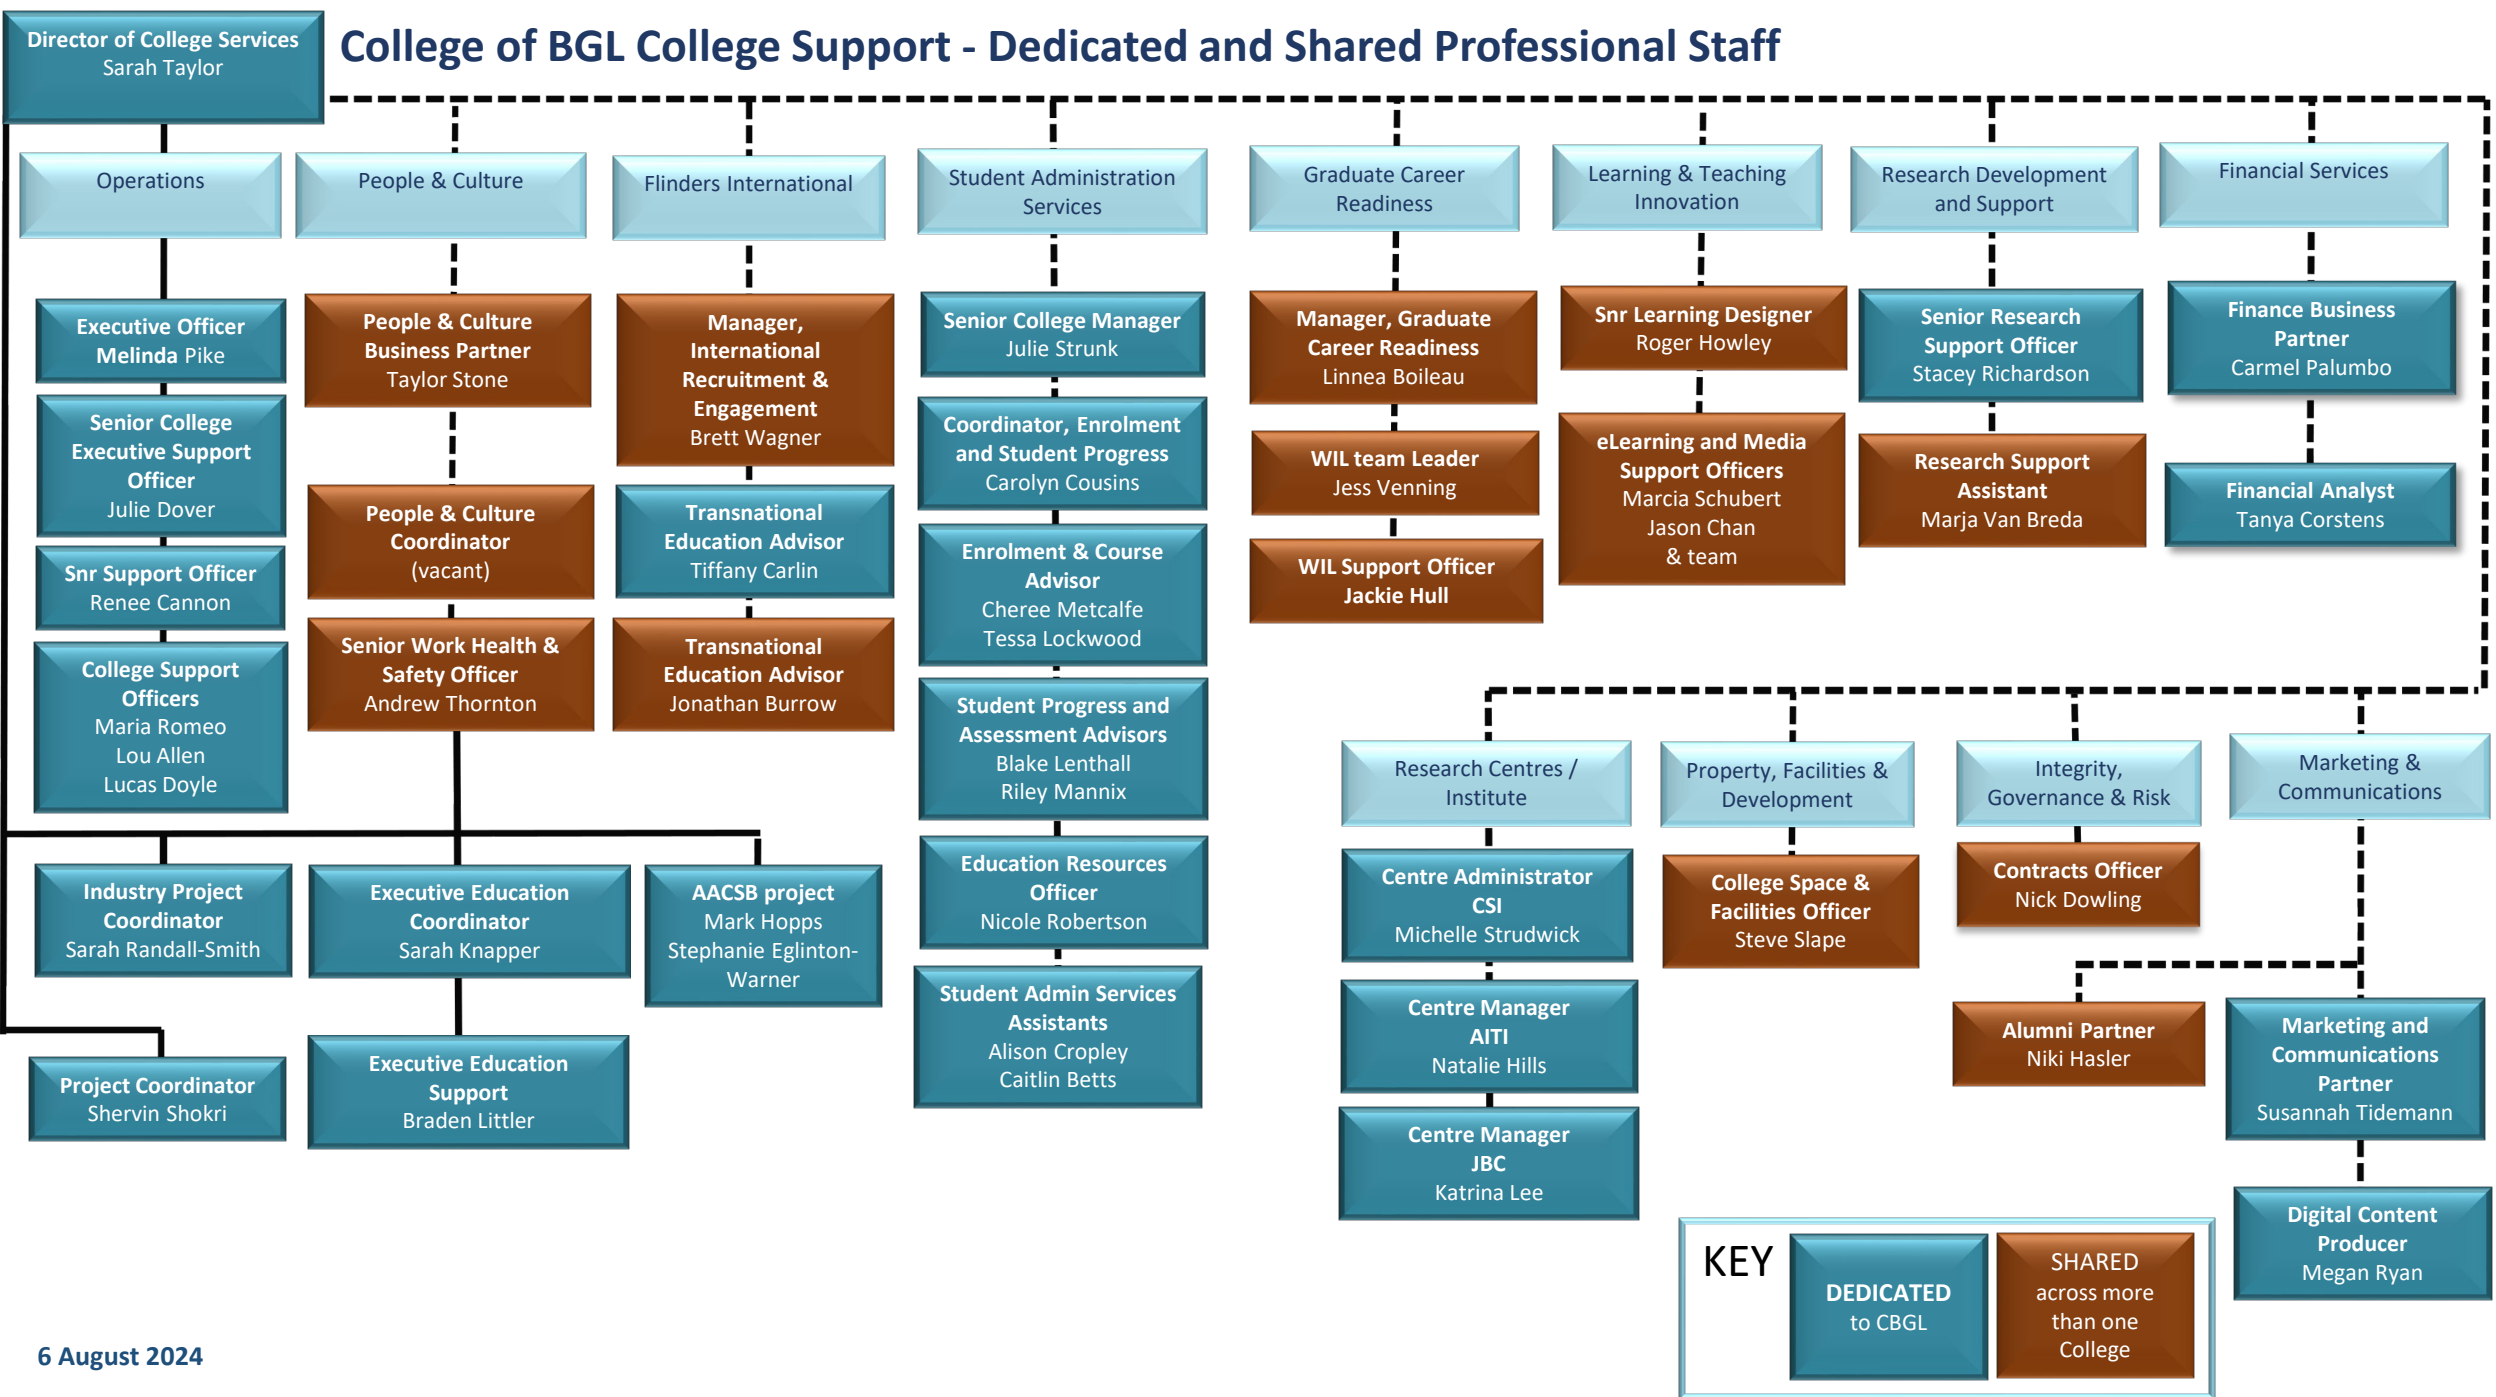 Director of College Services
Sarah Taylor
College of BGL College Support - Dedicated and Shared Professional Staff
Operations
People & Culture
Flinders International
Student Administration
Services
Graduate Career
Readiness
Learning & Teaching
Innovation
Research Development
and Support
Financial Services
Executive Officer
Melinda Pike
Senior College
Executive Support
Officer
Julie Dover
Snr Support Officer
Renee Cannon
College Support
Officers
Maria Romeo
Lou Allen
Lucas Doyle
People & Culture
Business Partner
Taylor Stone
People & Culture
Coordinator
(vacant)
Senior Work Health &
Safety Officer
Andrew Thornton
Manager,
International
Recruitment &
Engagement
Brett Wagner
Transnational
Education Advisor
Tiffany Carlin
Transnational
Education Advisor
Jonathan Burrow
Senior College Manager
Julie Strunk
Coordinator, Enrolment
and Student Progress
Carolyn Cousins
Enrolment & Course
Advisor
Cheree Metcalfe
Tessa Lockwood
Student Progress and
Assessment Advisors
Blake Lenthall
Riley Mannix
Education Resources
Officer
Nicole Robertson
Student Admin Services
Assistants
Alison Cropley
Caitlin Betts
Manager, Graduate
Career Readiness
Linnea Boileau
WIL team Leader
Jess Venning
WIL Support Officer
Jackie Hull
Snr Learning Designer
Roger Howley
eLearning and Media
Support Officers
Marcia Schubert
Jason Chan
& team
Senior Research
Support Officer
Stacey Richardson
Research Support
Assistant
Marja Van Breda
Finance Business
Partner
Carmel Palumbo
Financial Analyst
Tanya Corstens
Industry Project
Coordinator
Sarah Randall-Smith
Executive Education
Coordinator
Sarah Knapper
AACSB project
Mark Hopps
Stephanie Eglinton-
Warner
Project Coordinator
Shervin Shokri
Executive Education
Support
Braden Littler
Research Centres /
Institute
Property, Facilities &
Development
Integrity,
Governance & Risk
Marketing &
Communications
Centre Administrator
CSI
Michelle Strudwick
Centre Manager
AITI
Natalie Hills
Centre Manager
JBC
Katrina Lee
College Space &
Facilities Officer
Steve Slape
Contracts Officer
Nick Dowling
Alumni Partner
Niki Hasler
Marketing and
Communications
Partner
Susannah Tidemann
Digital Content
Producer
Megan Ryan
KEY
DEDICATED
to CBGL
SHARED
across more
than one
College
6 August 2024